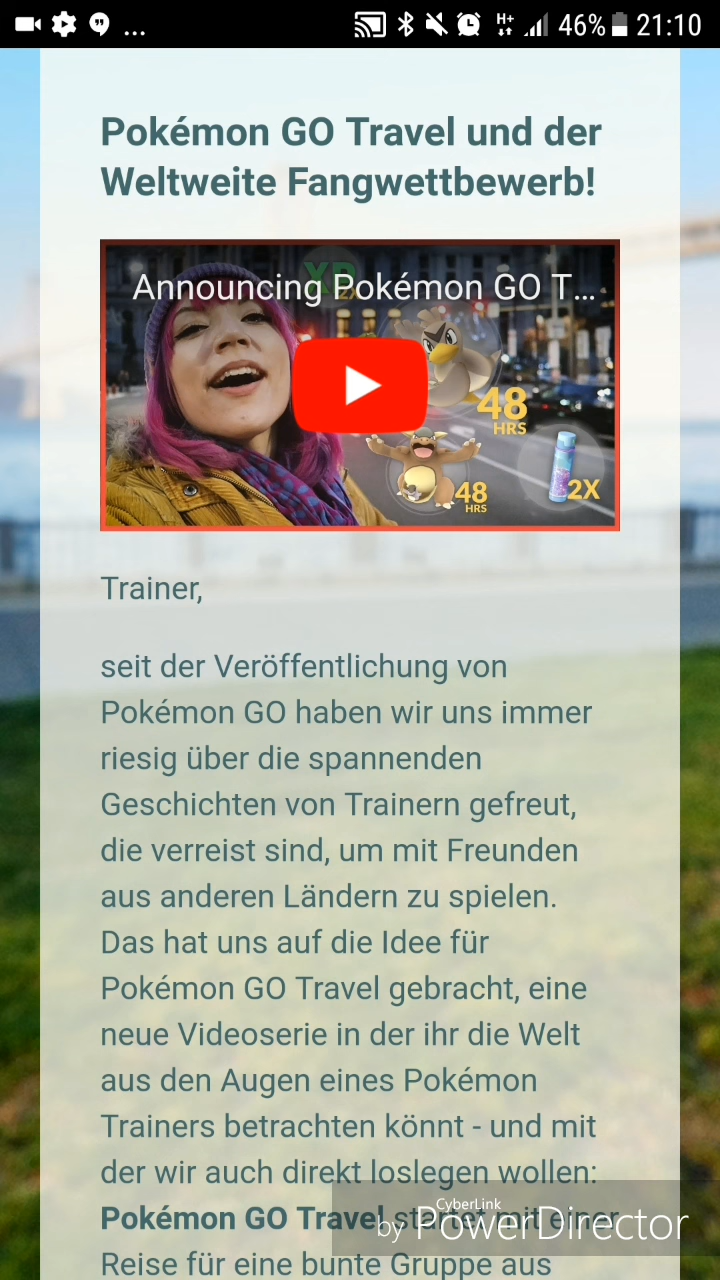 ... 46% 21:10
Pokémon GO Travel und der
Weltweite Fangwettbewerb!
Announcing Pokémon GO T...
XP
2X
48
HRS
48
HRS
2X
Trainer,
seit der Veröffentlichung von
Pokémon GO haben wir uns immer
riesig über die spannenden
Geschichten von Trainern gefreut,
die verreist sind, um mit Freunden
aus anderen Ländern zu spielen.
Das hat uns auf die Idee für
Pokémon GO Travel gebracht, eine
neue Videoserie in der ihr die Welt
aus den Augen eines Pokémon
Trainers betrachten könnt - und mit
der wir auch direkt loslegen wollen:
Pokémon GO Travel startet mit einer
Reise für eine bunte Gruppe aus
CyberLink
by PowerDirector